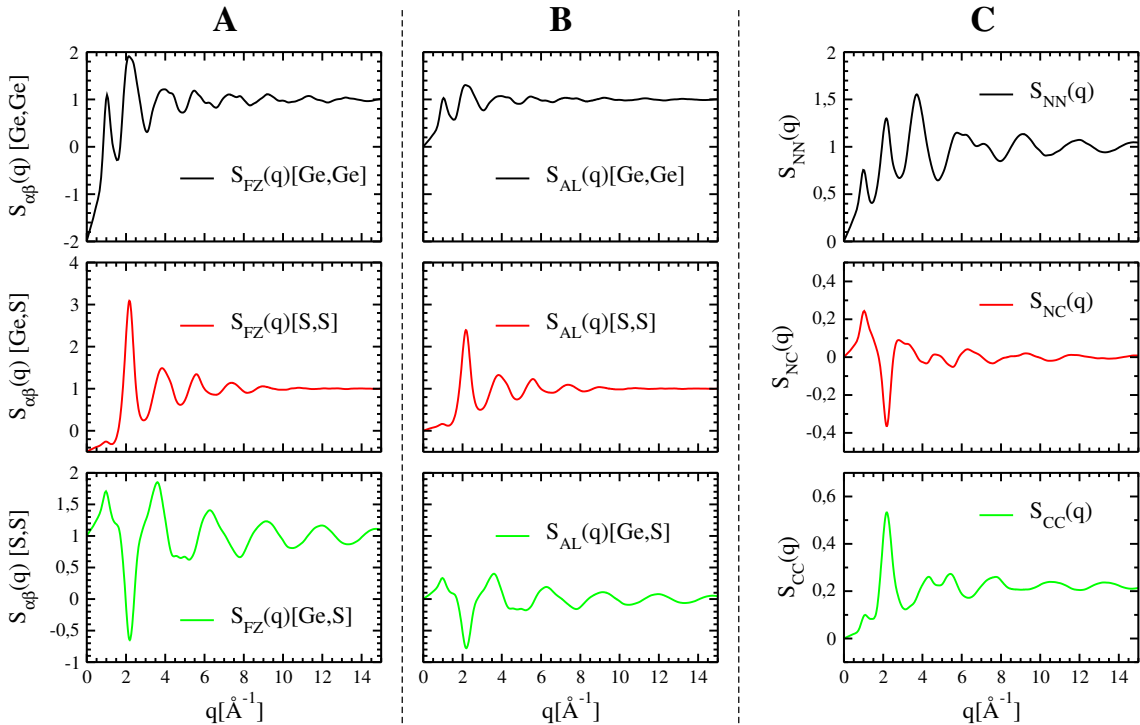 A
B
C
S_αβ(q) [Ge,Ge]
2
1
0
-1
-2
S_FZ(q)[Ge,Ge]
S_AL(q)[Ge,Ge]
S_NN(q)
2
1,5
1
0,5
0
S_NN(q)
S_αβ(q) [Ge,S]
4
3
2
1
0
S_FZ(q)[S,S]
S_AL(q)[S,S]
S_NC(q)
0,4
0,2
0
-0,2
-0,4
S_NC(q)
S_αβ(q) [S,S]
2
1,5
1
0,5
0
-0,5
-1
S_FZ(q)[Ge,S]
S_AL(q)[Ge,S]
S_CC(q)
0,6
0,4
0,2
0
S_CC(q)
0 2 4 6 8 10 12 14
0 2 4 6 8 10 12 14
0 2 4 6 8 10 12 14
q[Å⁻¹]
q[Å⁻¹]
q[Å⁻¹]